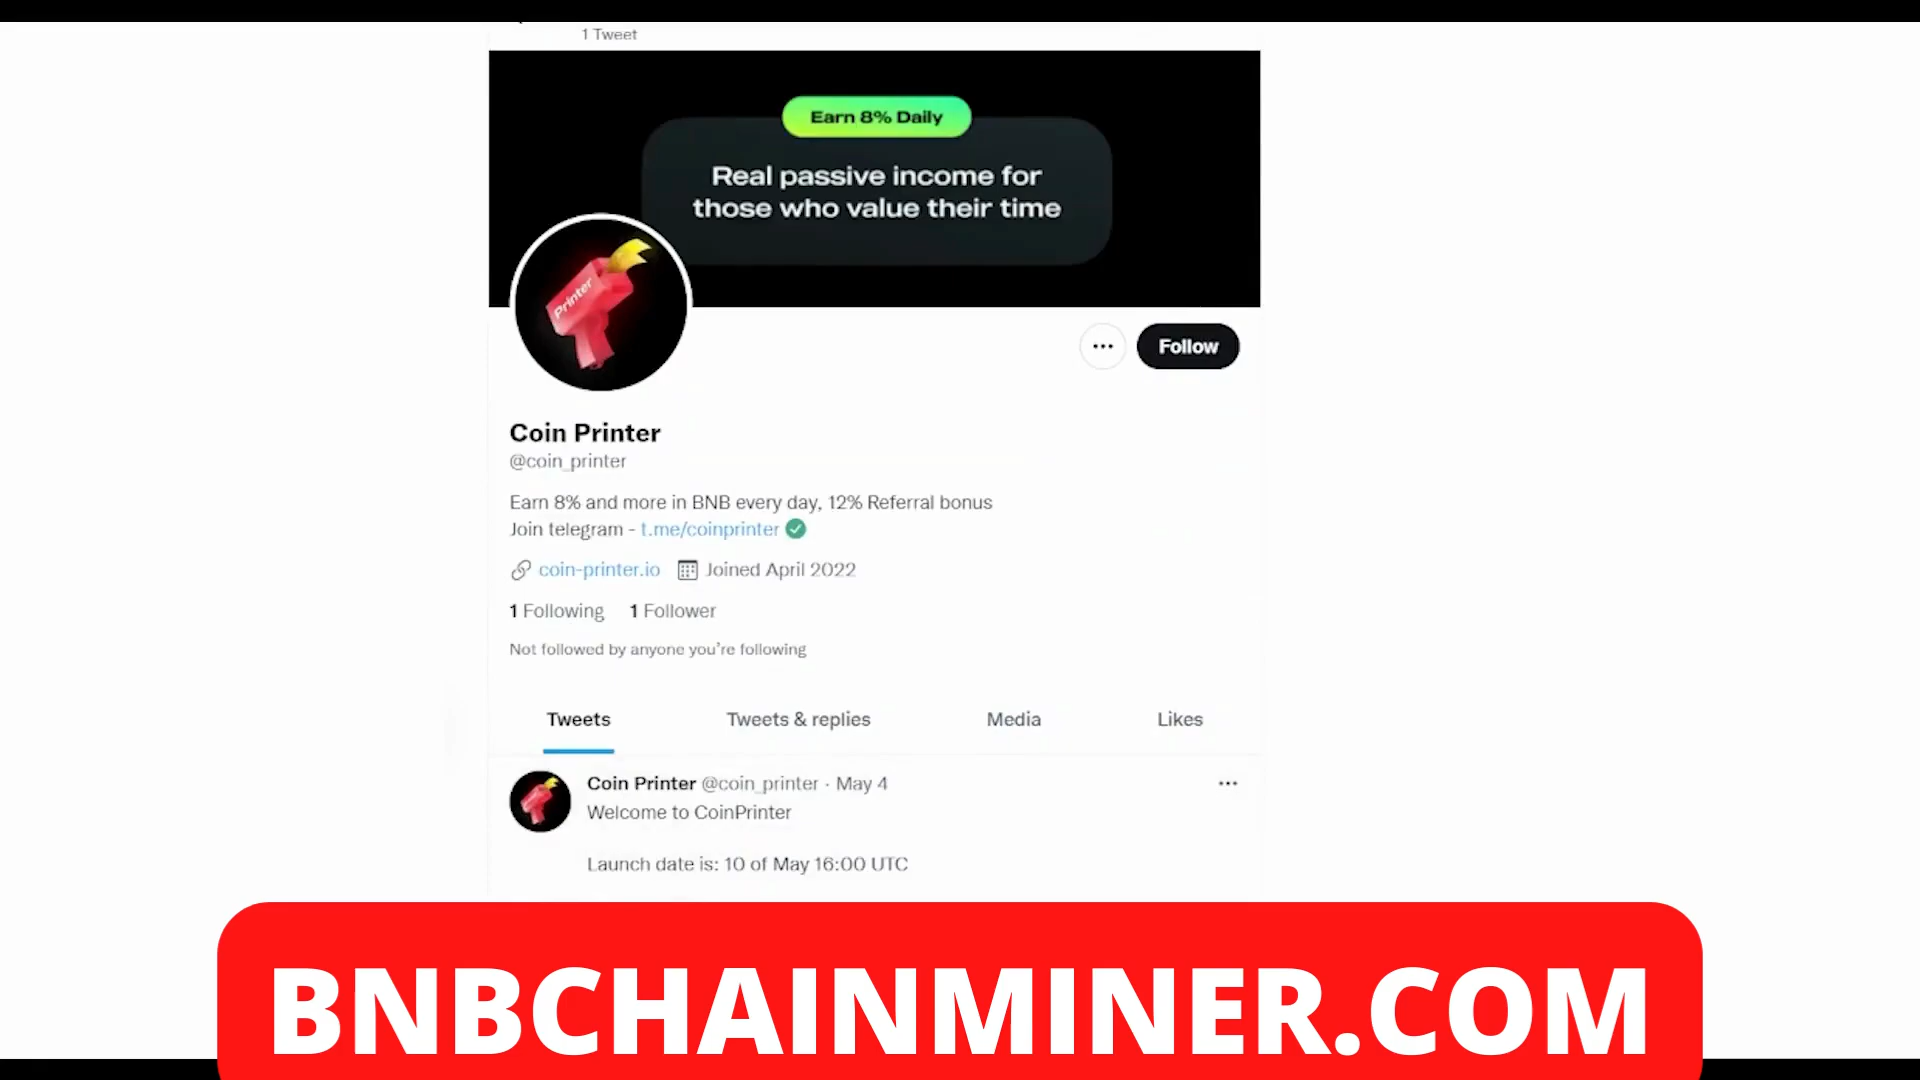 1 Tweet
Earn 8% Daily
Real passive income for
those who value their time
Printer
Follow
Coin Printer
@coin_printer
Earn 8% and more in BNB every day, 12% Referral bonus
Join telegram - t.me/coinprinter
coin-printer.io Joined April 2022
1 Following 1 Follower
Not followed by anyone you're following
Tweets Tweets & replies Media Likes
Coin Printer @coin_printer · May 4
Welcome to CoinPrinter
Launch date is: 10 of May 16:00 UTC
BNBCHAINMINER.COM